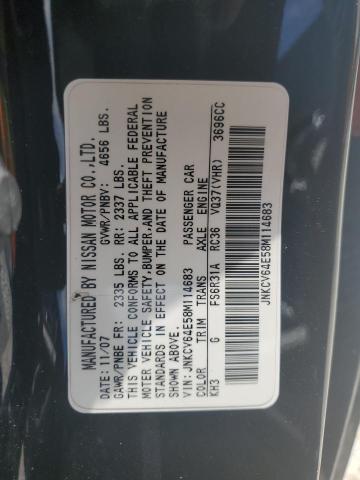 MANUFACTURED BY NISSAN MOTOR CO.,LTD.
DATE: 11/07 GVWR/PNBV: 4656 LBS.
GAWR/PNBE FR: 2335 LBS. RR: 2337 LBS.
THIS VEHICLE CONFORMS TO ALL APPLICABLE FEDERAL
MOTOR VEHICLE SAFETY,BUMPER,AND THEFT PREVENTION
STANDARDS IN EFFECT ON THE DATE OF MANUFACTURE
SHOWN ABOVE.
VIN:JNKCV64E58M114683 PASSENGER CAR
COLOR TRIM TRANS AXLE ENGINE
KH3 G FS6R31A RC36 VQ37(VHR) 3696CC
JNKCV64E58M114683